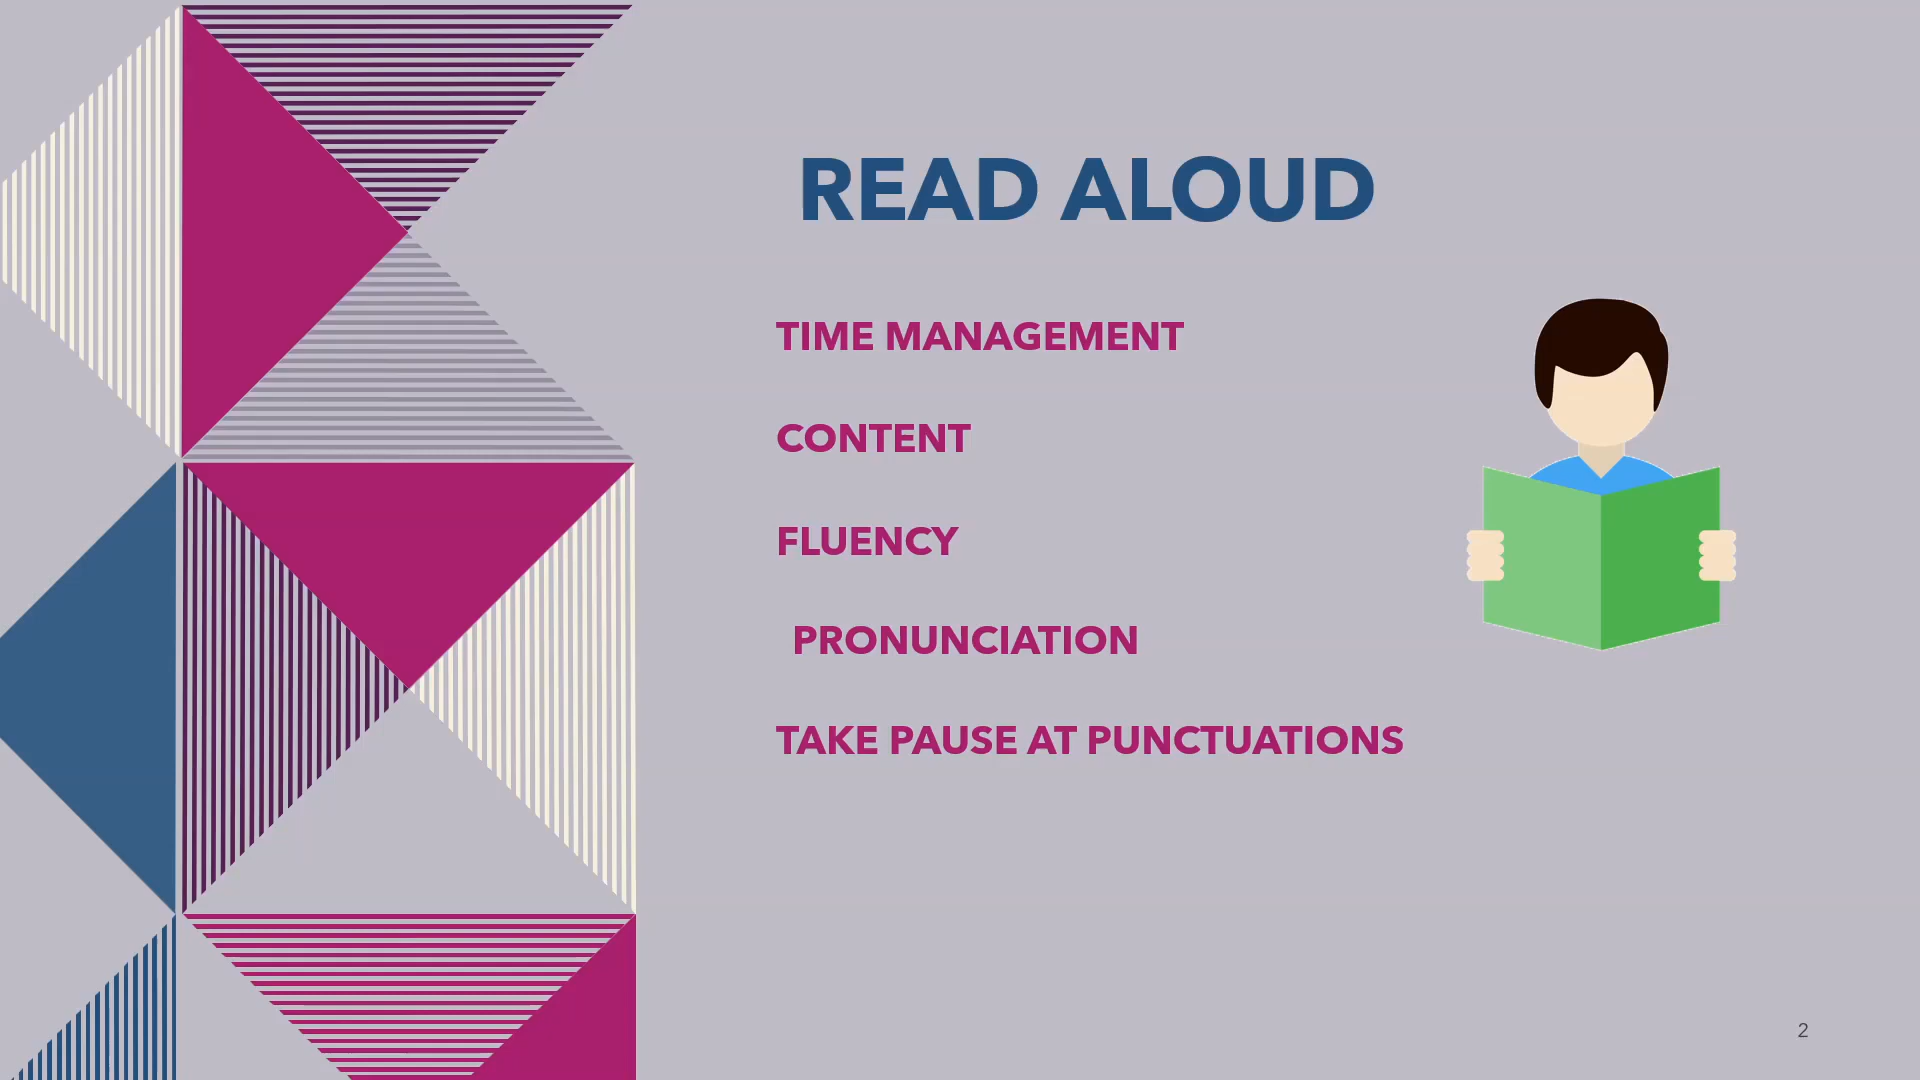 READ ALOUD
TIME MANAGEMENT
CONTENT
FLUENCY
PRONUNCIATION
TAKE PAUSE AT PUNCTUATIONS
2